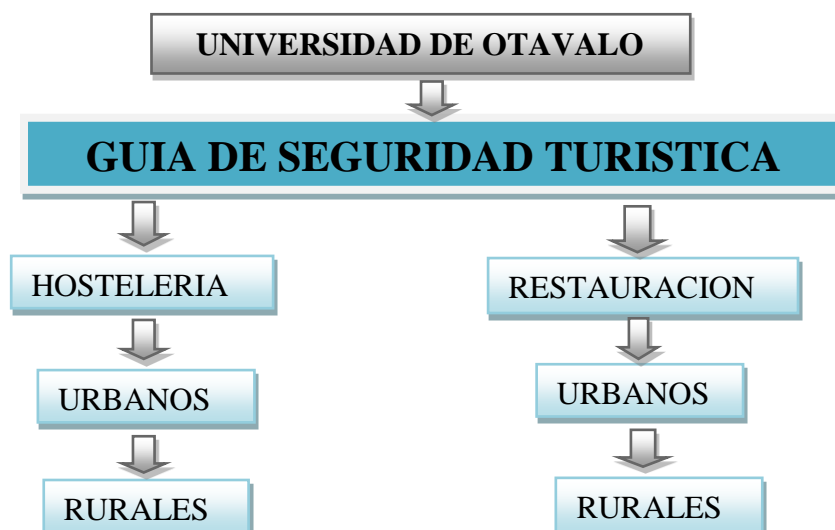 UNIVERSIDAD DE OTAVALO
GUIA DE SEGURIDAD TURISTICA
HOSTELERIA
RESTAURACION
URBANOS
URBANOS
RURALES
RURALES